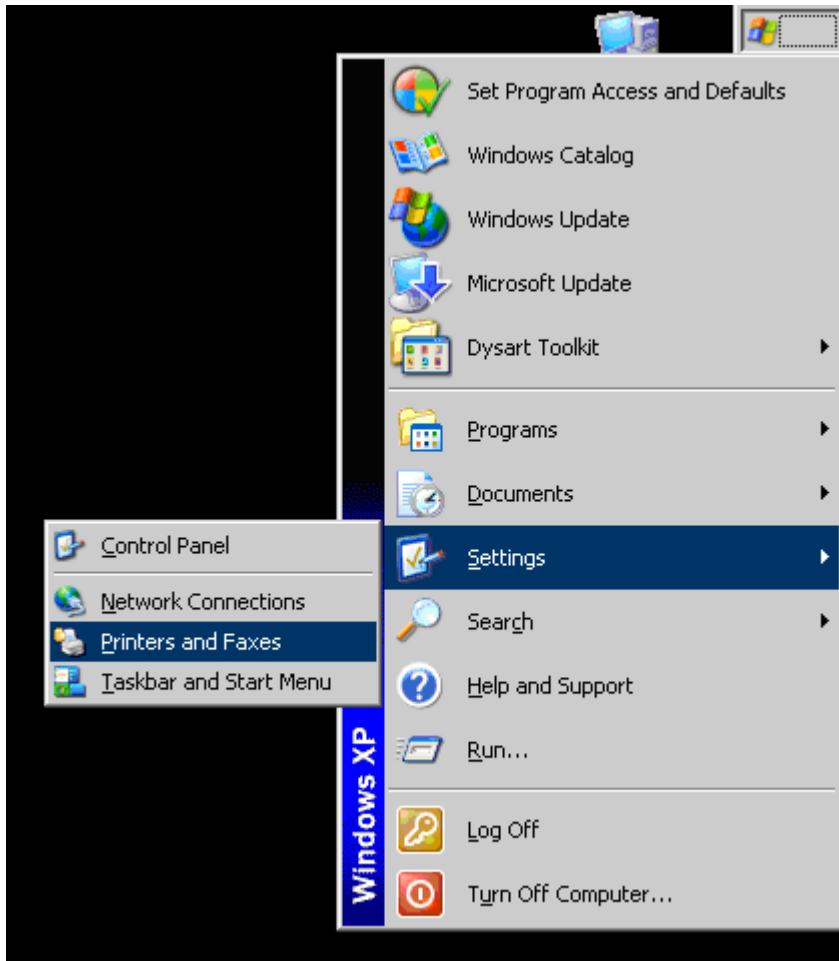 Set Program Access and Defaults
Windows Catalog
Windows Update
Microsoft Update
Dysart Toolkit
Programs
Documents
Settings
Search
Help and Support
Run...
Log Off
Turn Off Computer...
Control Panel
Network Connections
Printers and Faxes
Taskbar and Start Menu
Windows XP